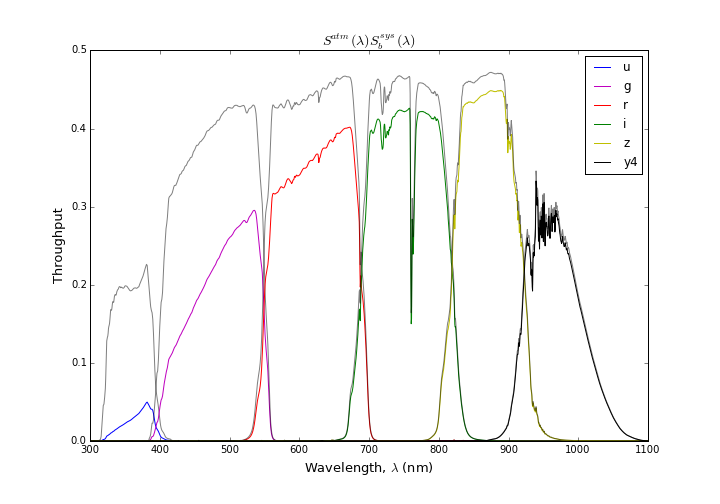 S^{atm}(λ)S_b^{sys}(λ)
0.5
0.4
0.3
0.2
0.1
0.0
Throughput
300 400 500 600 700 800 900 1000 1100
Wavelength, λ (nm)
u
g
r
i
z
y4